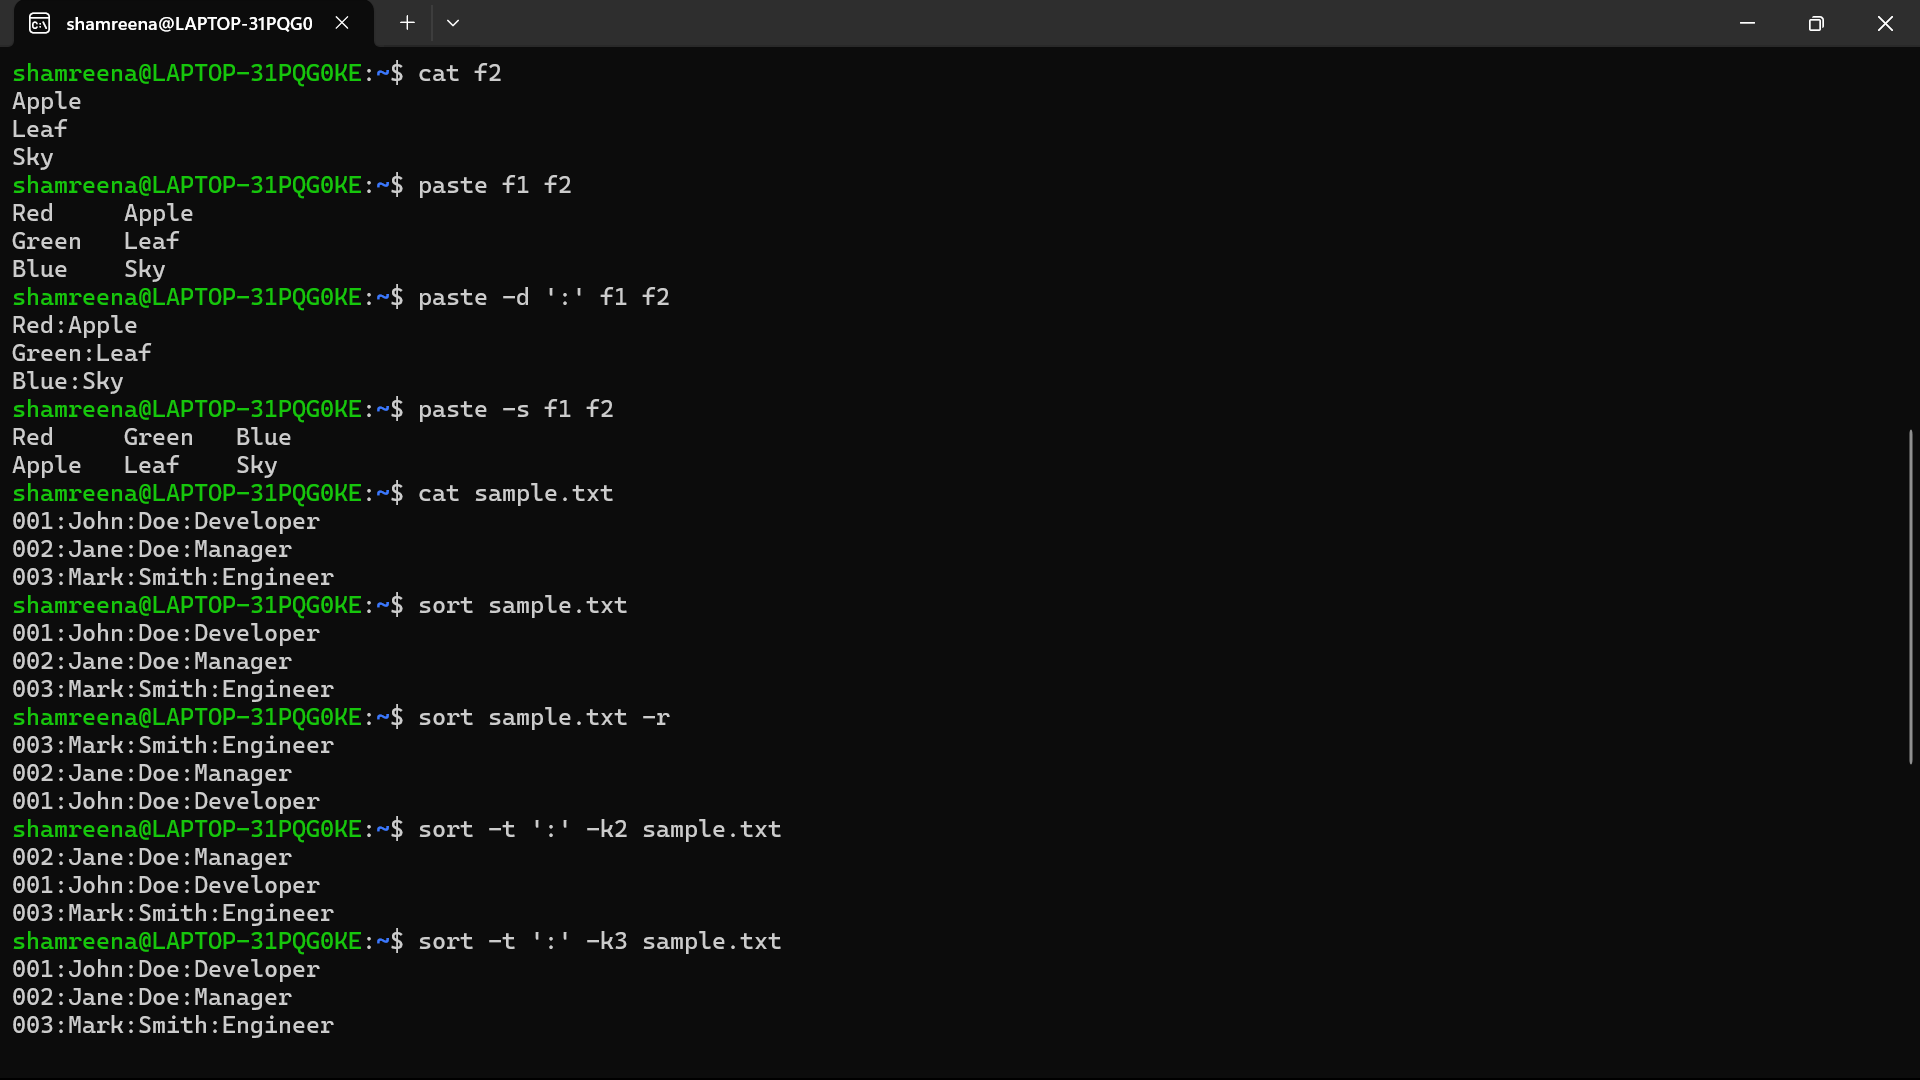 shamreena@LAPTOP-31PQG0
shamreena@LAPTOP-31PQG0KE:~$ cat f2
Apple
Leaf
Sky
shamreena@LAPTOP-31PQG0KE:~$ paste f1 f2
Red     Apple
Green   Leaf
Blue    Sky
shamreena@LAPTOP-31PQG0KE:~$ paste -d ':' f1 f2
Red:Apple
Green:Leaf
Blue:Sky
shamreena@LAPTOP-31PQG0KE:~$ paste -s f1 f2
Red     Green   Blue
Apple   Leaf    Sky
shamreena@LAPTOP-31PQG0KE:~$ cat sample.txt
001:John:Doe:Developer
002:Jane:Doe:Manager
003:Mark:Smith:Engineer
shamreena@LAPTOP-31PQG0KE:~$ sort sample.txt
001:John:Doe:Developer
002:Jane:Doe:Manager
003:Mark:Smith:Engineer
shamreena@LAPTOP-31PQG0KE:~$ sort sample.txt -r
003:Mark:Smith:Engineer
002:Jane:Doe:Manager
001:John:Doe:Developer
shamreena@LAPTOP-31PQG0KE:~$ sort -t ':' -k2 sample.txt
002:Jane:Doe:Manager
001:John:Doe:Developer
003:Mark:Smith:Engineer
shamreena@LAPTOP-31PQG0KE:~$ sort -t ':' -k3 sample.txt
001:John:Doe:Developer
002:Jane:Doe:Manager
003:Mark:Smith:Engineer